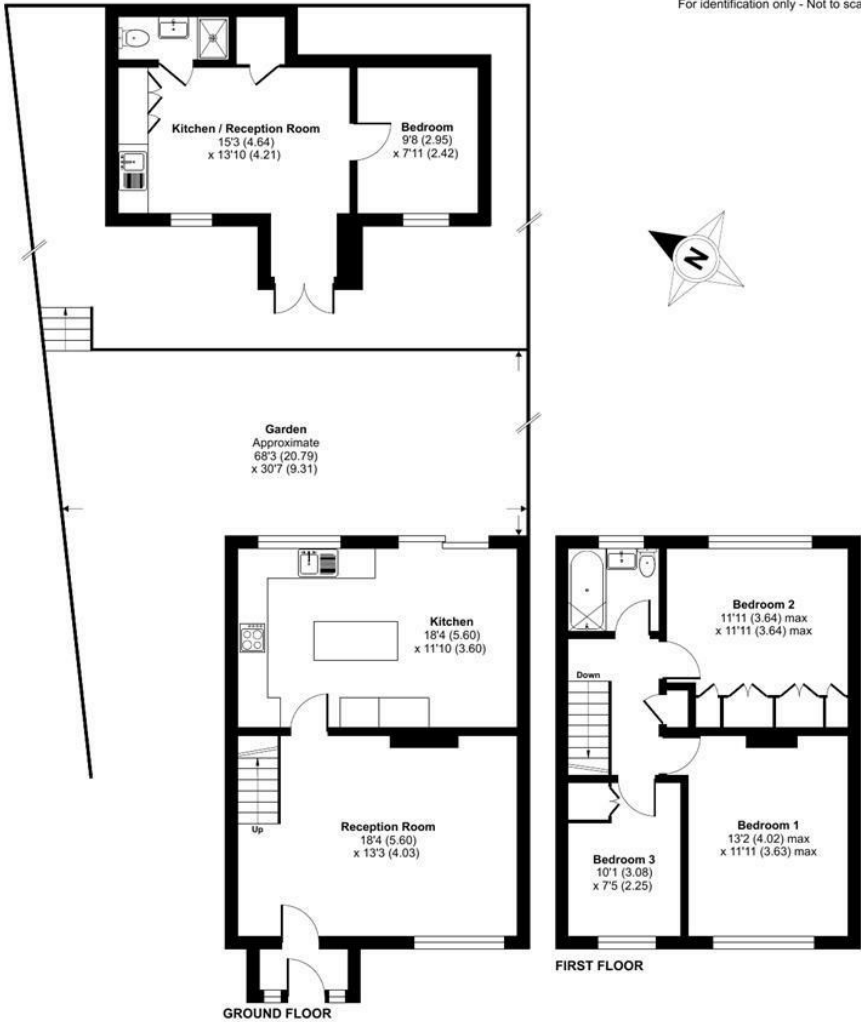 For identification only - Not to sca
Kitchen / Reception Room
15'3 (4.64)
x 13'10 (4.21)
Bedroom
9'8 (2.95)
x 7'11 (2.42)
N
Garden
Approximate
68'3 (20.79)
x 30'7 (9.31)
Kitchen
18'4 (5.60)
x 11'10 (3.60)
Bedroom 2
11'11 (3.64) max
x 11'11 (3.64) max
Down
Up
Reception Room
18'4 (5.60)
x 13'3 (4.03)
Bedroom 1
13'2 (4.02) max
x 11'11 (3.63) max
Bedroom 3
10'1 (3.08)
x 7'5 (2.25)
FIRST FLOOR
GROUND FLOOR